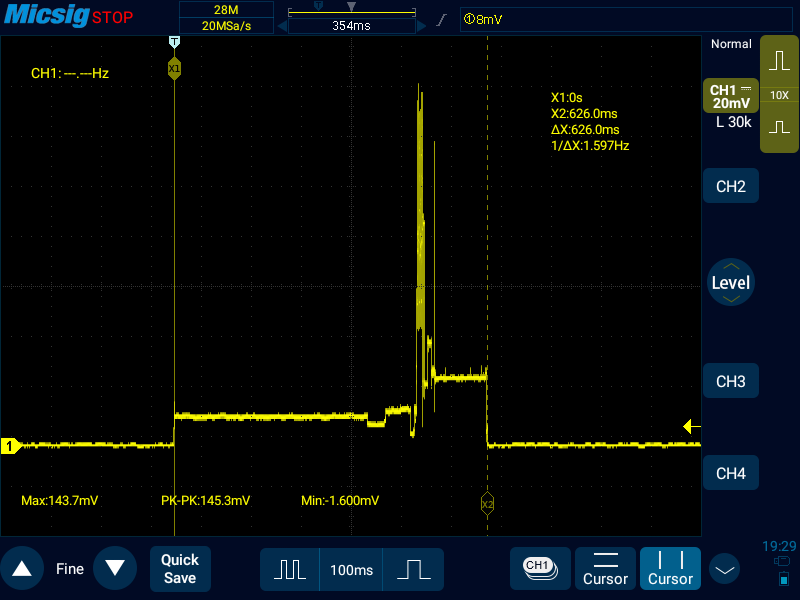 Micsig STOP
28M
20MSa/s
T
354ms
①8mV
T
X1
CH1: ---.---Hz
X1:0s
X2:626.0ms
ΔX:626.0ms
1/ΔX:1.597Hz
Normal
CH1
20mV
10X
L 30k
CH2
Level
CH3
1
Max:143.7mV
PK-PK:145.3mV
Min:-1.600mV
X2
CH4
Fine
Quick
Save
100ms
CH1
Cursor
Cursor
19:29